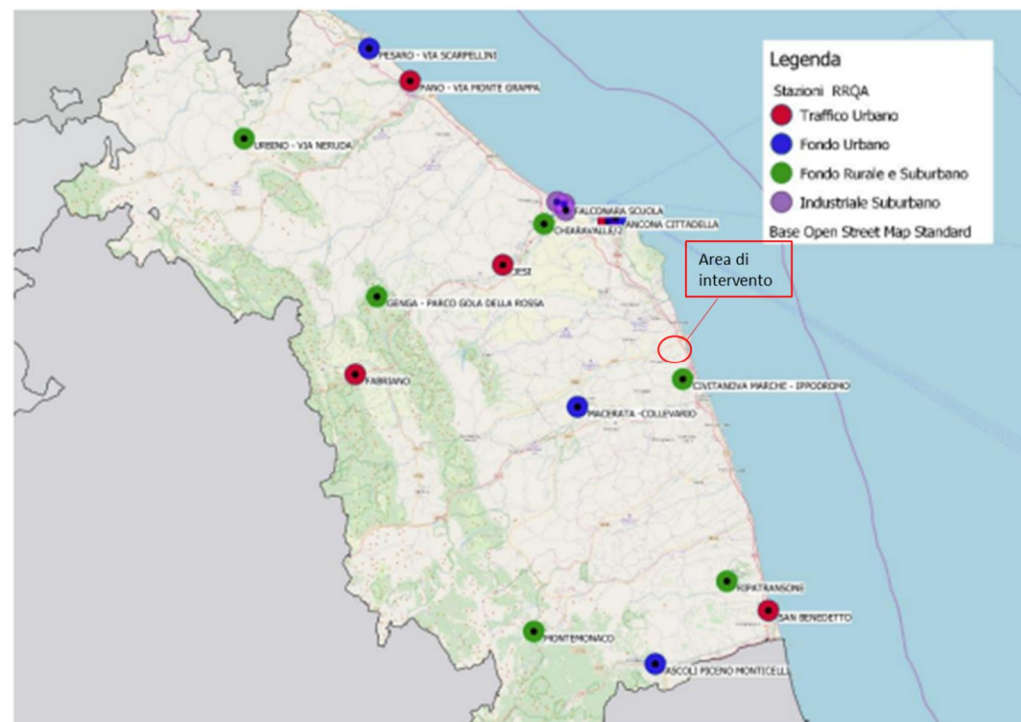 PESARO - VIA SCARPELLINI
FANO - VIA MONTE GRAPPA
URBINO - VIA NERUDA
FALCONARA SCUOLA
ANCONA CITTADELLA
CHIARAVALLE/2
JESI
GENGA - PARCO GOLA DELLA ROSSA
FABRIANO
CIVITANOVA MARCHE - IPPODROMO
MACERATA -COLLEVARIO
RIPATRANSONE
SAN BENEDETTO
MONTEMONACO
ASCOLI PICENO MONTICELLI
Legenda
Stazioni RRQA
Traffico Urbano
Fondo Urbano
Fondo Rurale e Suburbano
Industriale Suburbano
Base Open Street Map Standard
Area di
intervento